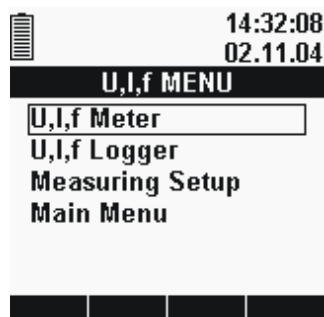 14:32:08
02.11.04
U,I,f MENU
U,I,f Meter
U,I,f Logger
Measuring Setup
Main Menu